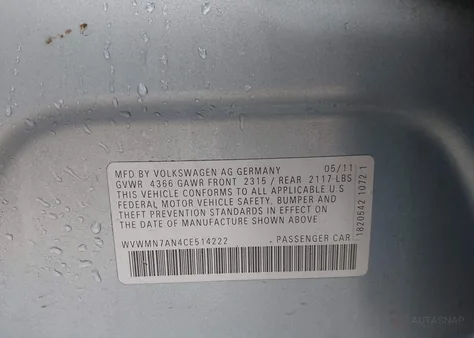 MFD BY VOLKSWAGEN AG GERMANY 05/11
GVWR 4366 GAWR FRONT 2315 / REAR 2117 LBS
THIS VEHICLE CONFORMS TO ALL APPLICABLE U.S
FEDERAL MOTOR VEHICLE SAFETY, BUMPER AND
THEFT PREVENTION STANDARDS IN EFFECT ON
THE DATE OF MANUFACTURE SHOWN ABOVE.
WVWMN7AN4CE514222 . PASSENGER CAR
1820542 1072 1
AUTASNAP